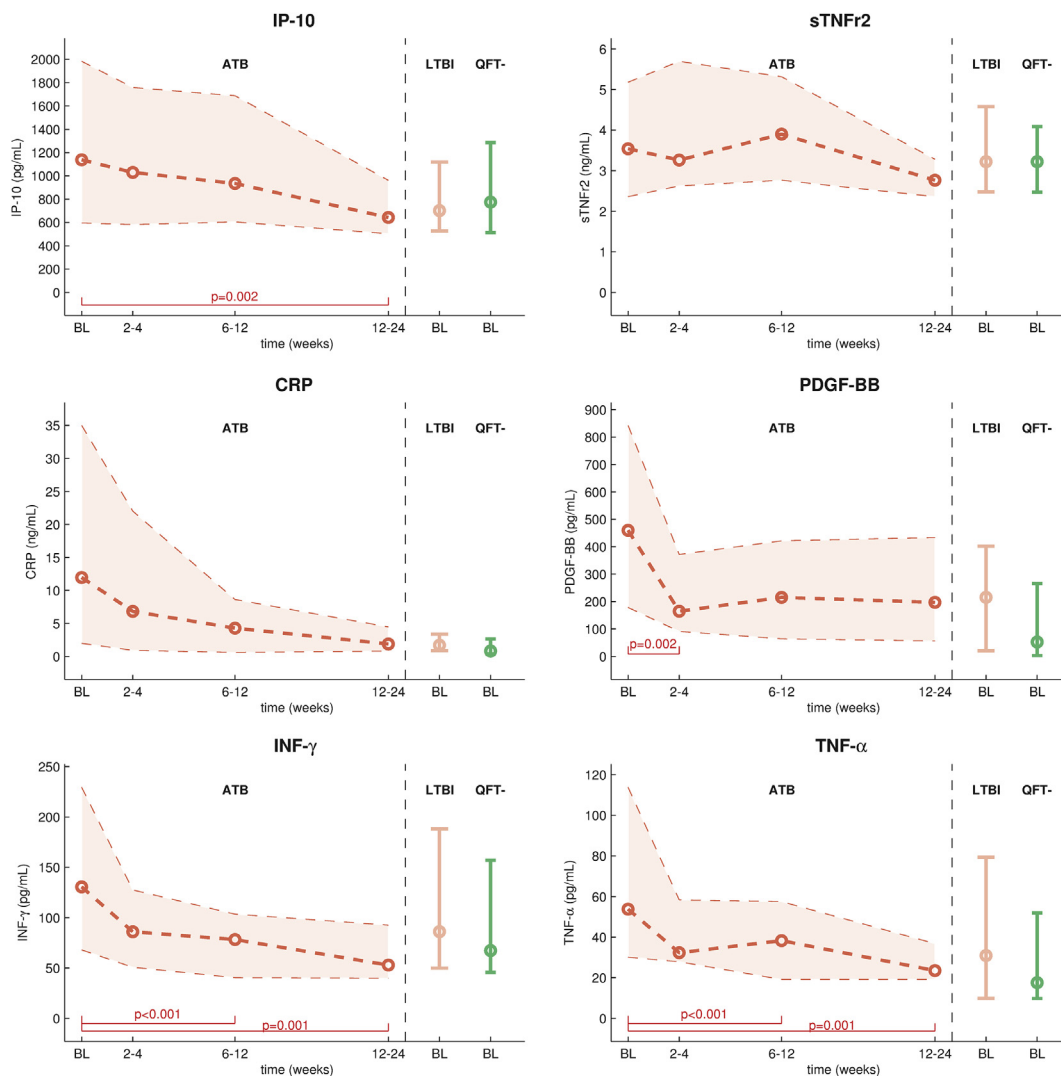 IP-10
IP-10 (pg/mL)
2000
1800
1600
1400
1200
1000
800
600
400
200
0
ATB
LTBI
QFT-
p=0.002
BL
2-4
6-12
12-24
BL
BL
time (weeks)
sTNFr2
sTNFr2 (ng/mL)
6
5
4
3
2
1
0
ATB
LTBI
QFT-
BL
2-4
6-12
12-24
BL
BL
time (weeks)
CRP
CRP (ng/mL)
35
30
25
20
15
10
5
0
ATB
LTBI
QFT-
BL
2-4
6-12
12-24
BL
BL
time (weeks)
PDGF-BB
PDGF-BB (pg/mL)
900
800
700
600
500
400
300
200
100
0
ATB
LTBI
QFT-
p=0.002
BL
2-4
6-12
12-24
BL
BL
time (weeks)
INF-γ
INF-γ (pg/mL)
250
200
150
100
50
0
ATB
LTBI
QFT-
p<0.001
p=0.001
BL
2-4
6-12
12-24
BL
BL
time (weeks)
TNF-α
TNF-α (pg/mL)
120
100
80
60
40
20
0
ATB
LTBI
QFT-
p<0.001
p=0.001
BL
2-4
6-12
12-24
BL
BL
time (weeks)